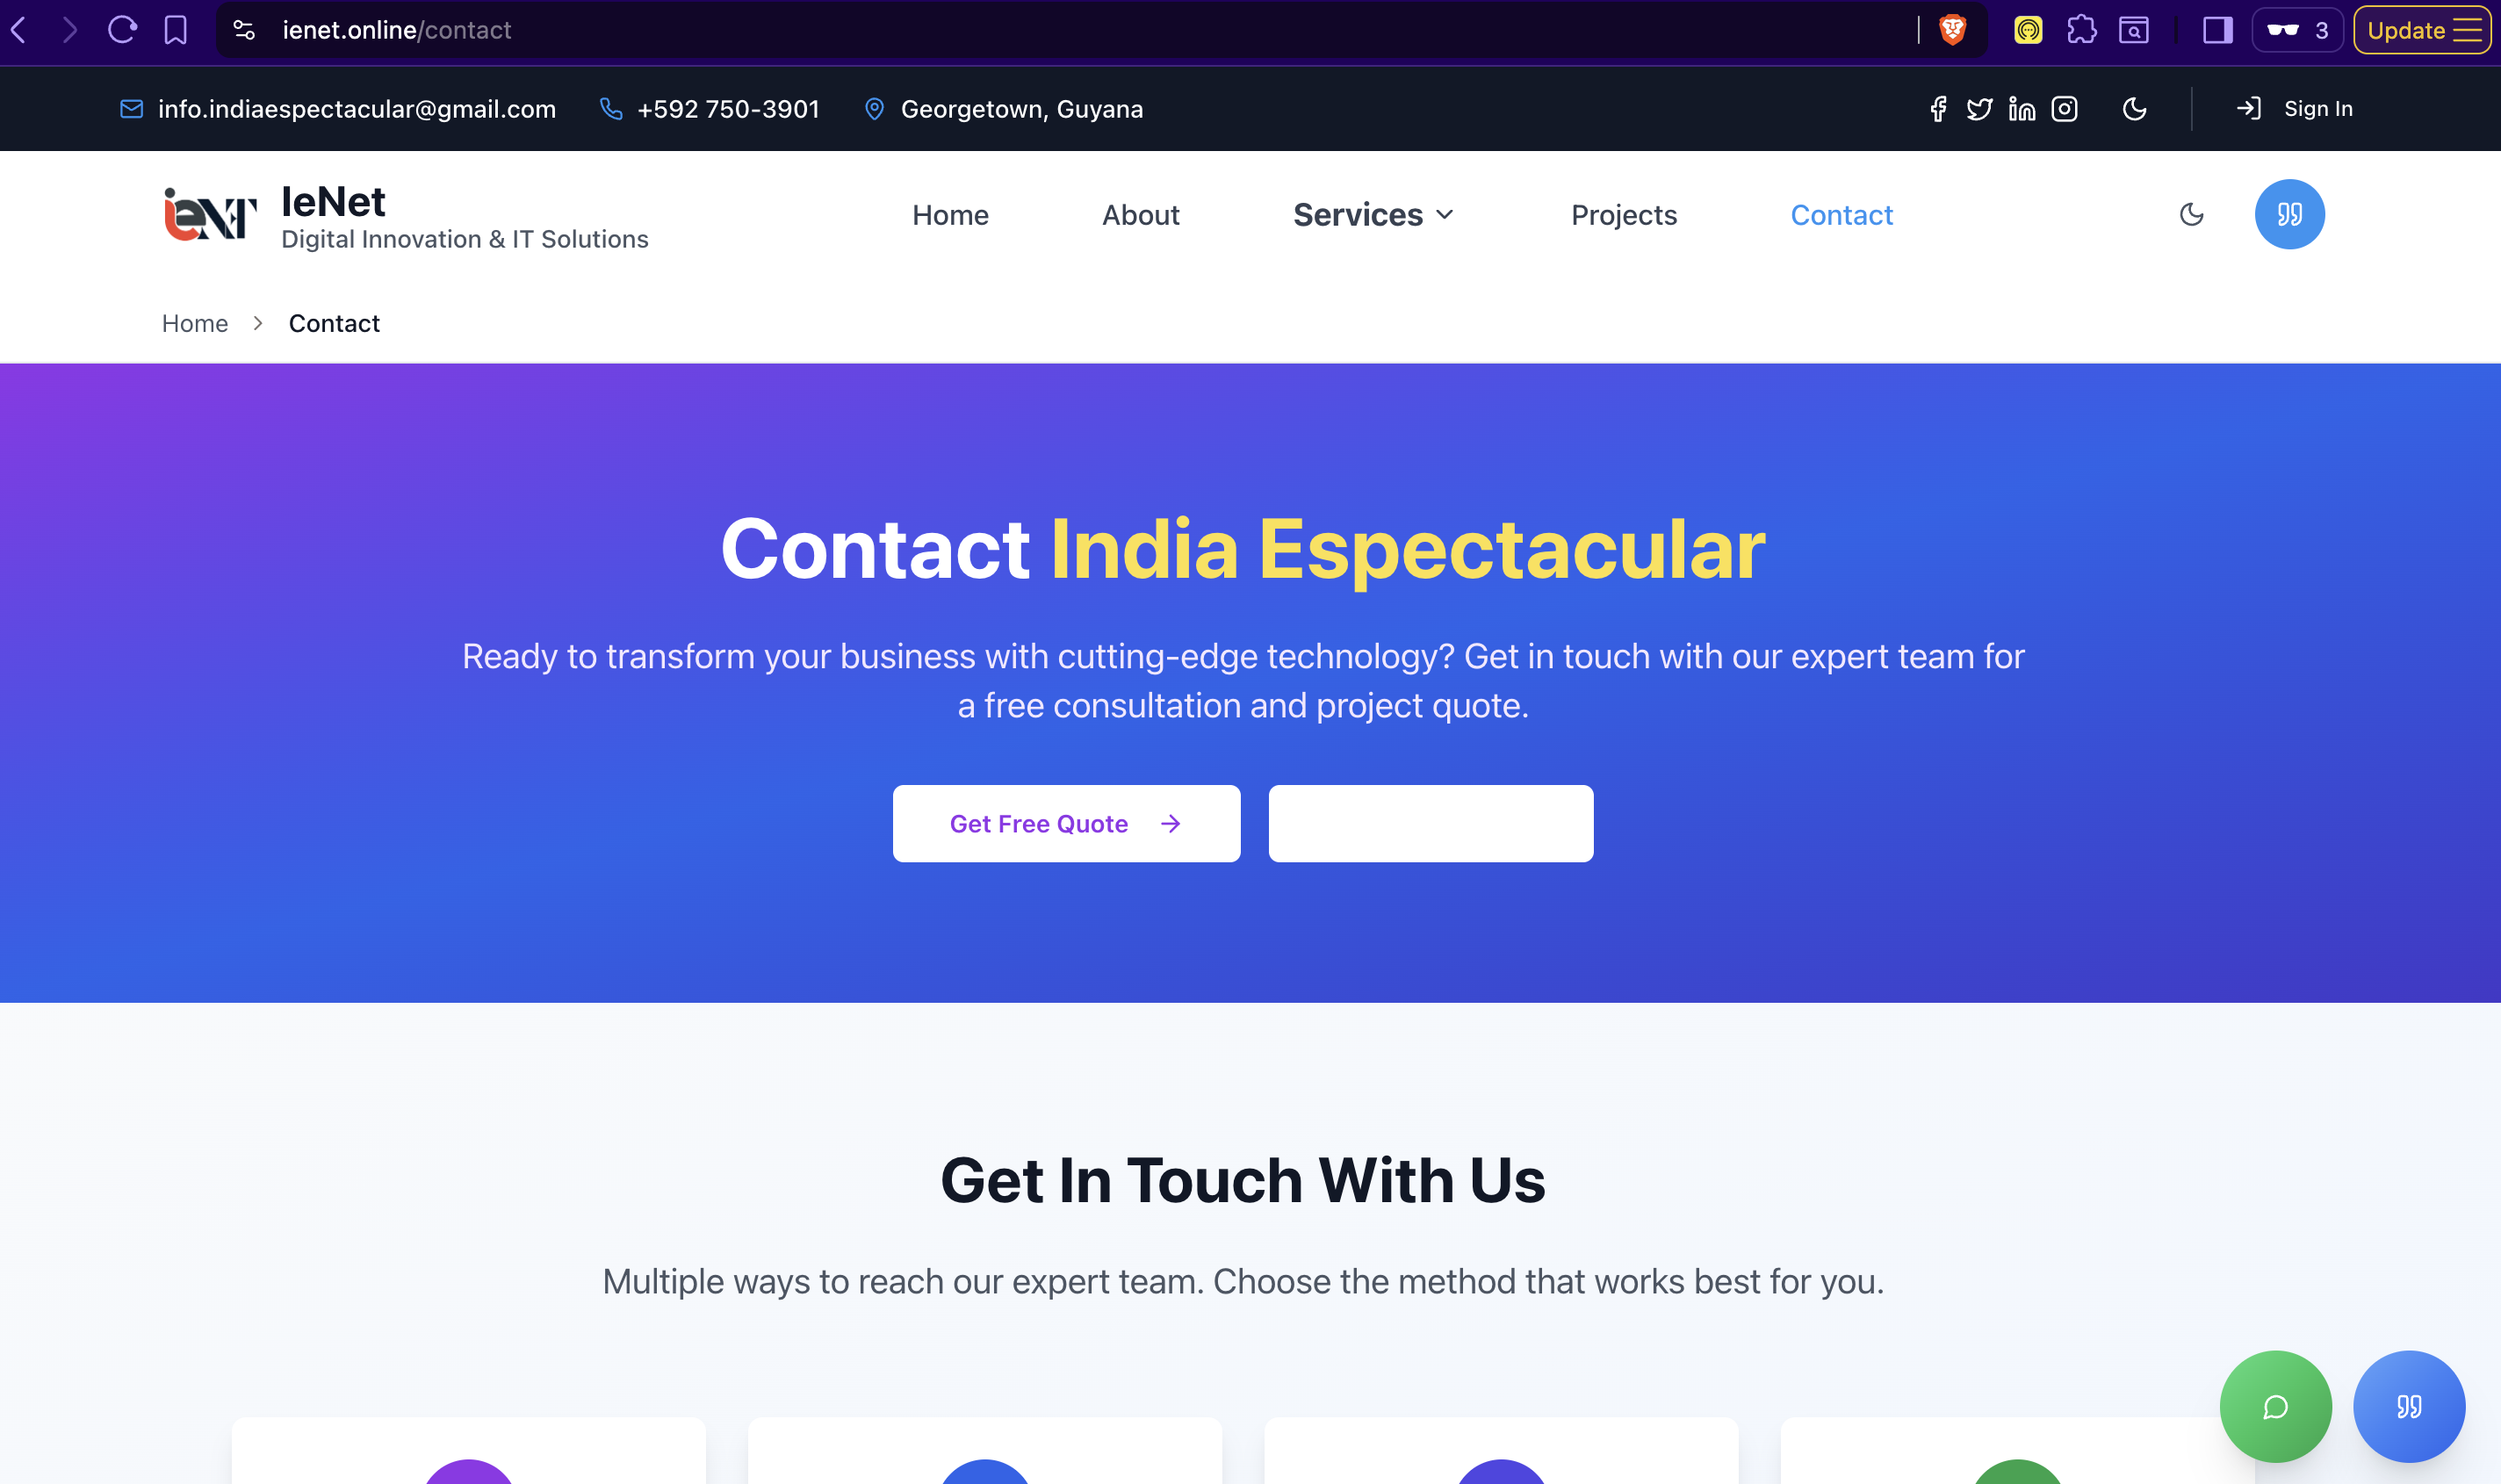 ienet.online/contact
3
Update
info.indiaespectacular@gmail.com
+592 750-3901
Georgetown, Guyana
Sign In
ieNT
IeNet
Digital Innovation & IT Solutions
Home
About
Services
Projects
Contact
Home
Contact
Contact India Espectacular
Ready to transform your business with cutting-edge technology? Get in touch with our expert team for
a free consultation and project quote.
Get Free Quote
Get In Touch With Us
Multiple ways to reach our expert team. Choose the method that works best for you.